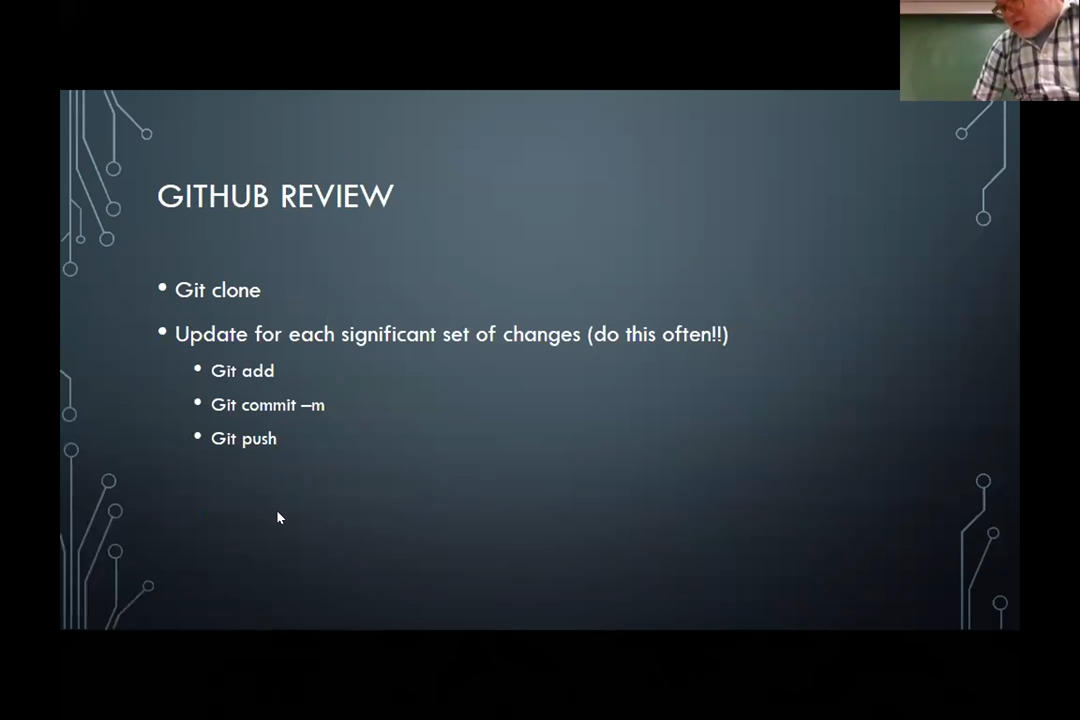 GITHUB REVIEW
• Git clone
• Update for each significant set of changes (do this often!!)
• Git add
• Git commit –m
• Git push